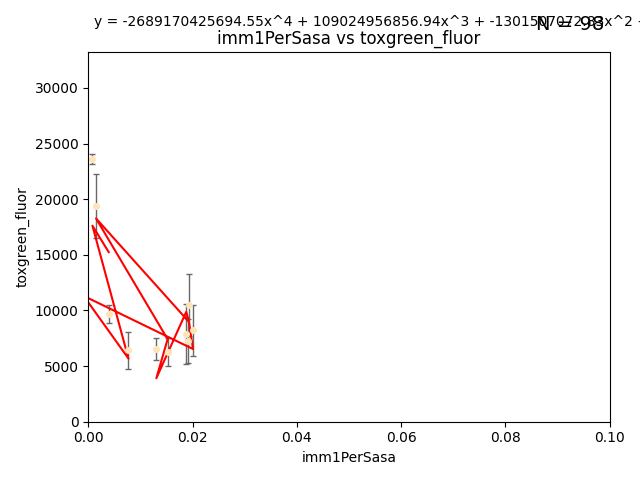 y = -2689170425694.55x^4 + 109024956856.94x^3 + -1301507072.83x^2 +
N = 98
imm1PerSasa vs toxgreen_fluor
30000
25000
20000
15000
10000
5000
0
toxgreen_fluor
0.00 0.02 0.04 0.06 0.08 0.10
imm1PerSasa